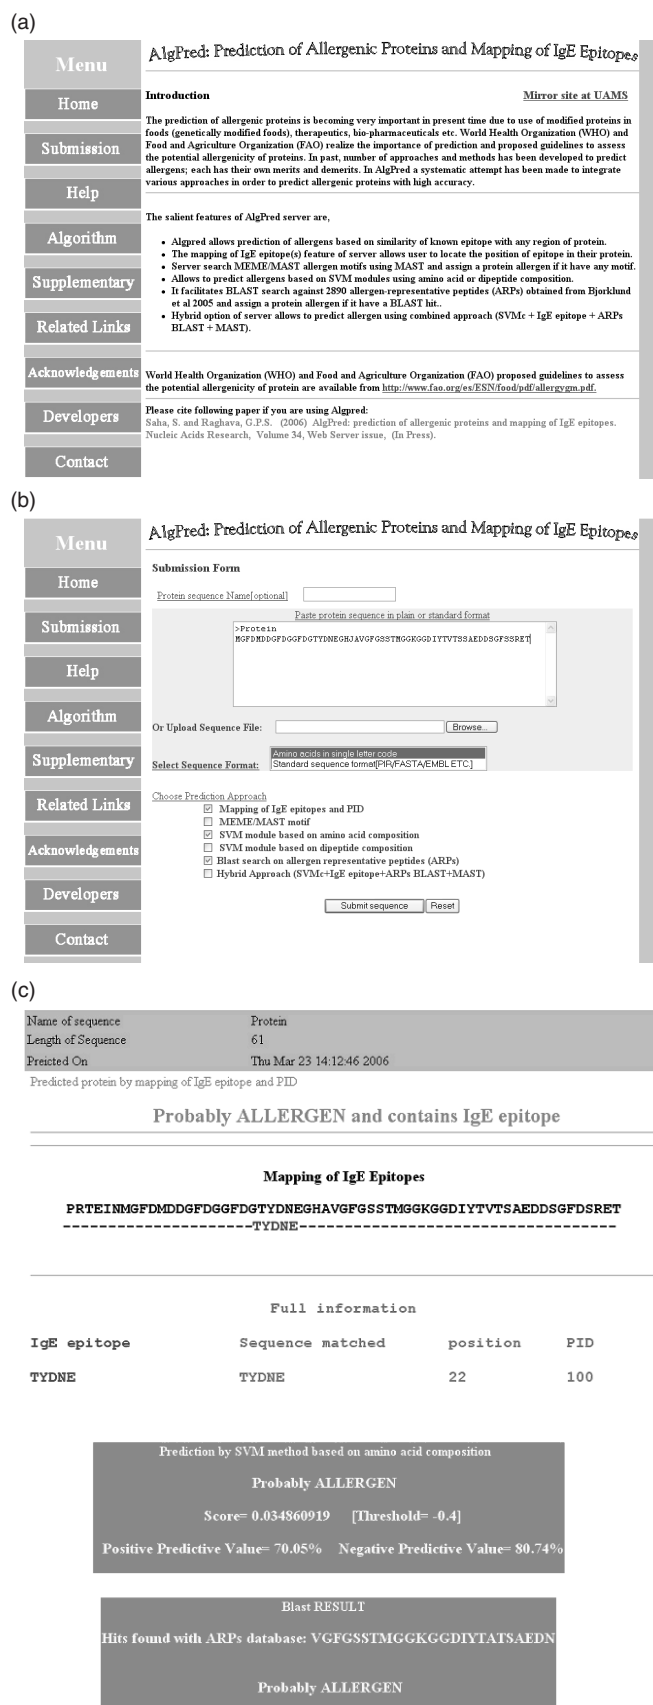 (a)
AlgPred: Prediction of Allergenic Proteins and Mapping of IgE Epitopes
Menu
Home
Submission
Help
Algorithm
Supplementary
Related Links
Acknowledgements
Developers
Contact
Introduction
Mirror site at UAMS
The prediction of allergenic proteins is becoming very important in present time due to use of modified proteins in
foods (genetically modified foods), therapeutics, bio-pharmaceuticals etc. World Health Organization (WHO) and
Food and Agriculture Organization (FAO) realize the importance of prediction and proposed guidelines to assess
the potential allergenicity of proteins. In past, number of approaches and methods has been developed to predict
allergens; each has their own merits and demerits. In AlgPred a systematic attempt has been made to integrate
various approaches in order to predict allergenic proteins with high accuracy.
The salient features of AlgPred server are,
• Algpred allows prediction of allergens based on similarity of known epitope with any region of protein.
• The mapping of IgE epitope(s) feature of server allows user to locate the position of epitope in their protein.
• Server search MEME/MAST allergen motifs using MAST and assign a protein allergen if it have any motif.
• Allows to predict allergens based on SVM modules using amino acid or dipeptide composition.
• It facilitates BLAST search against 2890 allergen-representative peptides (ARPs) obtained from Bjorklund
et al 2005 and assign a protein allergen if it have a BLAST hit..
• Hybrid option of server allows to predict allergen using combined approach (SVMc + IgE epitope + ARPs
BLAST + MAST).
World Health Organization (WHO) and Food and Agriculture Organization (FAO) proposed guidelines to assess
the potential allergenicity of protein are available from http://www.fao.org/es/ESN/food/pdf/allergygm.pdf.
Please cite following paper if you are using Algpred:
Saha, S. and Raghava, G.P.S. (2006) AlgPred: prediction of allergenic proteins and mapping of IgE epitopes.
Nucleic Acids Research, Volume 34, Web Server issue, (In Press).
(b)
AlgPred: Prediction of Allergenic Proteins and Mapping of IgE Epitopes
Menu
Home
Submission
Help
Algorithm
Supplementary
Related Links
Acknowledgements
Developers
Contact
Submission Form
Protein sequence Name[optional]
Paste protein sequence in plain or standard format
>Protein
MGFDMDDGFDGGFDGTYDNEGHJAVGFGSSTMGGKGGDIYTVTSSAEDDSGFSSRET
Or Upload Sequence File:
Browse...
Select Sequence Format:
Amino acids in single letter code
Standard sequence format[PIR/FASTA/EMBL ETC.]
Choose Prediction Approach
Mapping of IgE epitopes and PID
MEME/MAST motif
SVM module based on amino acid composition
SVM module based on dipeptide composition
Blast search on allergen representative peptides (ARPs)
Hybrid Approach (SVMc+IgE epitope+ARPs BLAST+MAST)
Submit sequence Reset
(c)
Name of sequence Protein
Length of Sequence 61
Preicted On Thu Mar 23 14:12:46 2006
Predicted protein by mapping of IgE epitope and PID
Probably ALLERGEN and contains IgE epitope
Mapping of IgE Epitopes
PRTEINMGFDMDDGFDGGFDGTYDNEGHAVGFGSSTMGGKGGDIYTVTSAEDDSGFDSRET
---------------------TYDNE-----------------------------------
Full information
IgE epitope Sequence matched position PID
TYDNE TYDNE 22 100
Prediction by SVM method based on amino acid composition
Probably ALLERGEN
Score= 0.034860919 [Threshold= -0.4]
Positive Predictive Value= 70.05% Negative Predictive Value= 80.74%
Blast RESULT
Hits found with ARPs database: VGFGSSTMGGKGGDIYTATSAEDN
Probably ALLERGEN